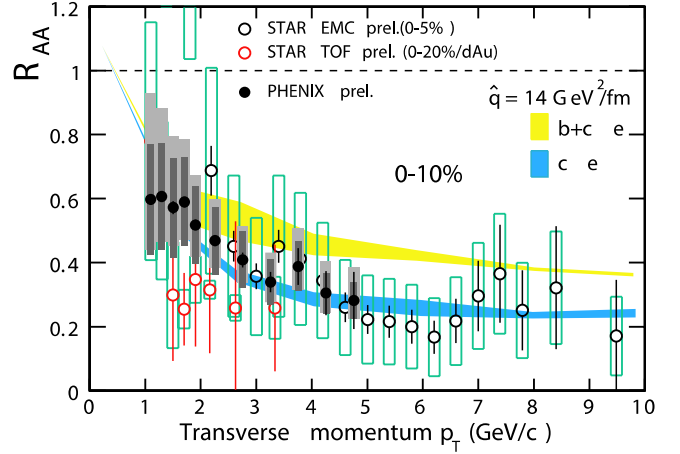 1.2
1
0.8
0.6
0.4
0.2
0
R AA
STAR EMC prel.(0-5% )
STAR TOF prel. (0-20%/dAu)
PHENIX prel.
q̂ = 14 GeV²/fm
b+c e
c e
0-10%
0 1 2 3 4 5 6 7 8 9 10
Transverse momentum p_T (GeV/c )